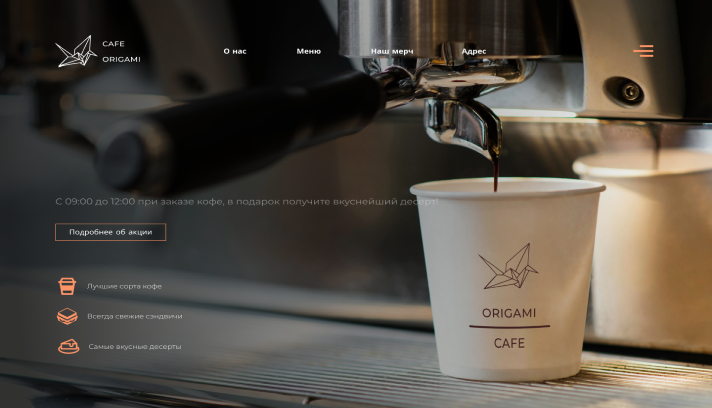 CAFE
ORIGAMI
О нас
Меню
Наш мерч
Адрес
С 09:00 до 12:00 при заказе кофе, в подарок получите вкуснейший десерт!
Подробнее об акции
Лучшие сорта кофе
Всегда свежие сэндвичи
Самые вкусные десерты
ORIGAMI
CAFE